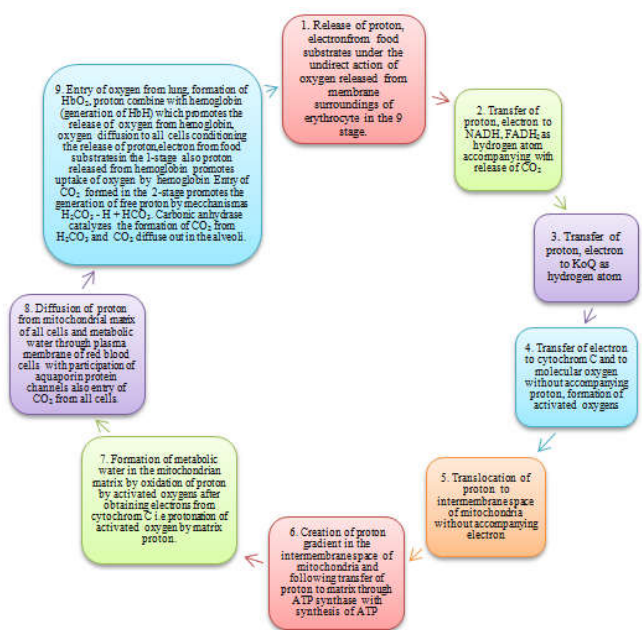 1. Release of proton,
electronfrom food
substrates under the
undirect action of
oxygen released from
membrane
surroundings of
erythrocyte in the 9
stage.
2. Transfer of
proton, electron to
NADH, FADH₂ as
hydrogen atom
accompanying with
release of CO₂
3. Transfer of
proton, electron
to KoQ as
hydrogen atom
4. Transfer of electron
to cytochrom C and to
molecular oxygen
without accompanying
proton, formation of
activated oxygens
5. Translocation of
proton to
intermembrane space
of mitochondria
without accompanying
electron
6. Creation of proton
gradient in the
intermembrane space of
mitochondria and
following transfer of
proton to matrix through
ATP synthase with
synthesis of ATP
7. Formation of metabolic
water in the mitochondrian
matrix by oxidation of proton
by activated oxygens after
obtaining electrons from
cytochrom C i.e protonation of
activated oxygen by matrix
proton.
8. Diffusion of proton
from mitochondrial matrix
of all cells and metabolic
water through plasma
membrane of red blood
cells with participation of
aquaporin protein
channels also entry of
CO₂ from all cells.
9. Entry of oxygen from lung, formation of
HbO₂, proton combine with hemoglobin
(generation of HbH) which promotes the
release of oxygen from hemoglobin,
oxygen diffusion to all cells conditioning
the release of proton,electron from food
substratesin the 1-stage also proton
released from hemoglobin promotes
uptake of oxygen by hemoglobin Entry of
CO₂ formed in the 2-stage promotes the
generation of free proton by mecchanismas
H₂CO₃ - H + HCO₃. Carbonic anhydrase
catalyzes the formation of CO₂ from
H₂CO₃ and CO₂ diffuse out in the alveoli.